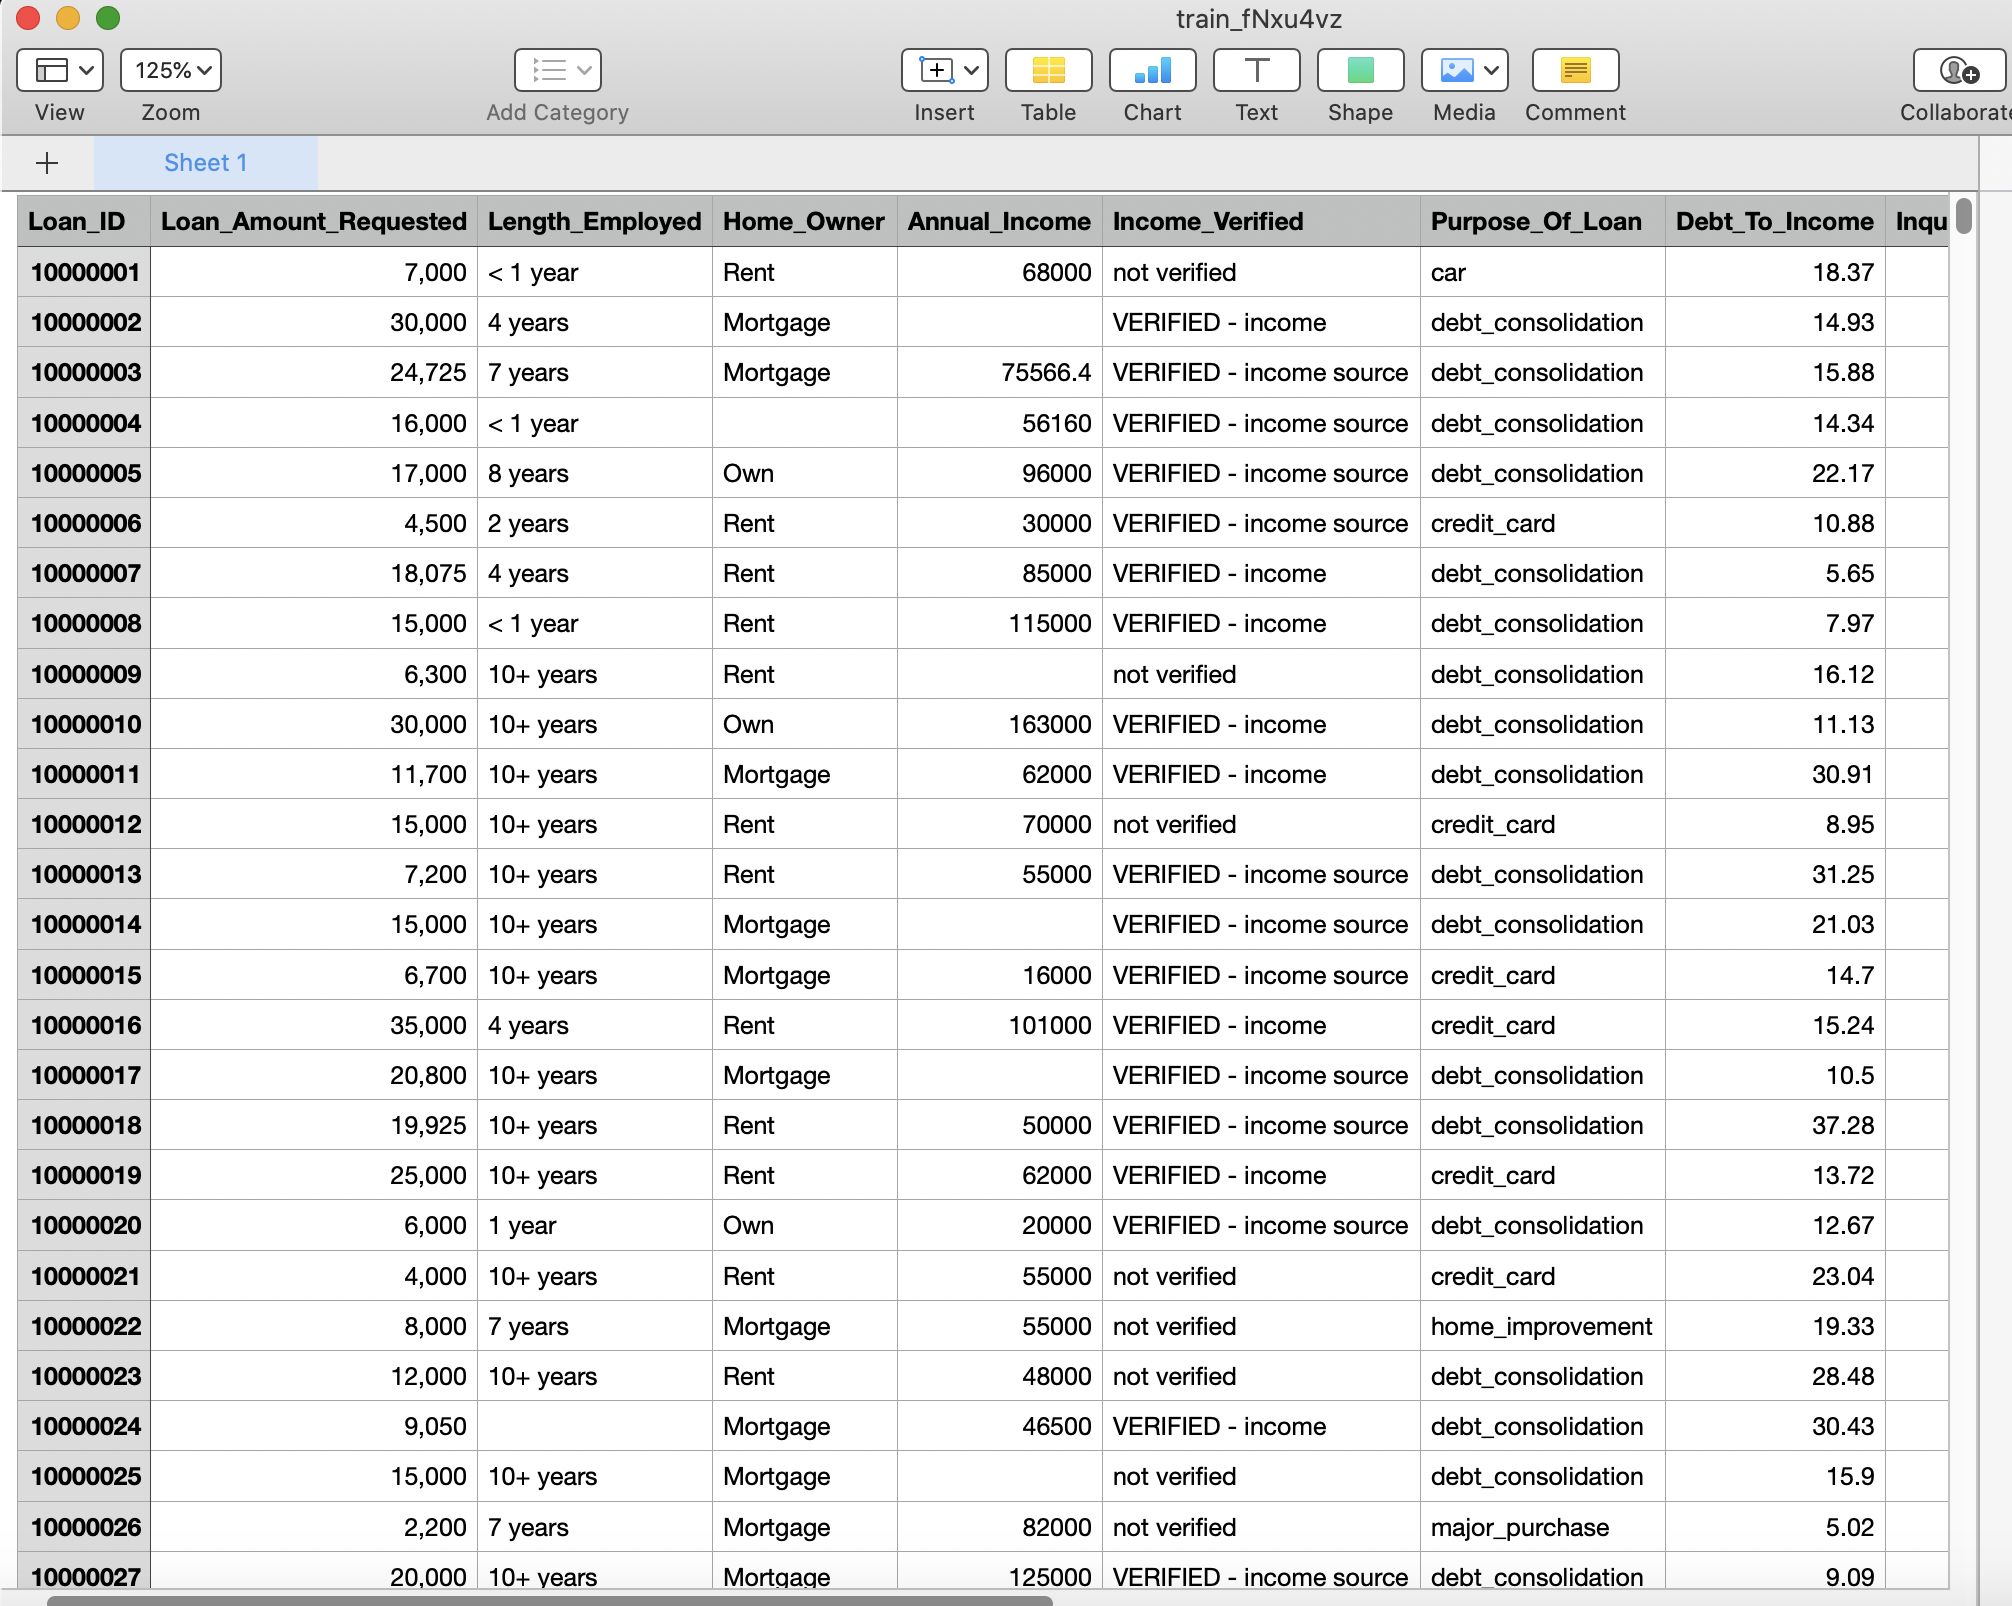 train_fNxu4vz
125%
View Zoom Add Category Insert Table Chart Text Shape Media Comment Collaborate
Sheet 1
Loan_ID Loan_Amount_Requested Length_Employed Home_Owner Annual_Income Income_Verified Purpose_Of_Loan Debt_To_Income Inqu
10000001 7,000 < 1 year Rent 68000 not verified car 18.37
10000002 30,000 4 years Mortgage VERIFIED - income debt_consolidation 14.93
10000003 24,725 7 years Mortgage 75566.4 VERIFIED - income source debt_consolidation 15.88
10000004 16,000 < 1 year 56160 VERIFIED - income source debt_consolidation 14.34
10000005 17,000 8 years Own 96000 VERIFIED - income source debt_consolidation 22.17
10000006 4,500 2 years Rent 30000 VERIFIED - income source credit_card 10.88
10000007 18,075 4 years Rent 85000 VERIFIED - income debt_consolidation 5.65
10000008 15,000 < 1 year Rent 115000 VERIFIED - income debt_consolidation 7.97
10000009 6,300 10+ years Rent not verified debt_consolidation 16.12
10000010 30,000 10+ years Own 163000 VERIFIED - income debt_consolidation 11.13
10000011 11,700 10+ years Mortgage 62000 VERIFIED - income debt_consolidation 30.91
10000012 15,000 10+ years Rent 70000 not verified credit_card 8.95
10000013 7,200 10+ years Rent 55000 VERIFIED - income source debt_consolidation 31.25
10000014 15,000 10+ years Mortgage VERIFIED - income source debt_consolidation 21.03
10000015 6,700 10+ years Mortgage 16000 VERIFIED - income source credit_card 14.7
10000016 35,000 4 years Rent 101000 VERIFIED - income credit_card 15.24
10000017 20,800 10+ years Mortgage VERIFIED - income source debt_consolidation 10.5
10000018 19,925 10+ years Rent 50000 VERIFIED - income source debt_consolidation 37.28
10000019 25,000 10+ years Rent 62000 VERIFIED - income credit_card 13.72
10000020 6,000 1 year Own 20000 VERIFIED - income source debt_consolidation 12.67
10000021 4,000 10+ years Rent 55000 not verified credit_card 23.04
10000022 8,000 7 years Mortgage 55000 not verified home_improvement 19.33
10000023 12,000 10+ years Rent 48000 not verified debt_consolidation 28.48
10000024 9,050 Mortgage 46500 VERIFIED - income debt_consolidation 30.43
10000025 15,000 10+ years Mortgage not verified debt_consolidation 15.9
10000026 2,200 7 years Mortgage 82000 not verified major_purchase 5.02
10000027 20,000 10+ years Mortgage 125000 VERIFIED - income source debt_consolidation 9.09